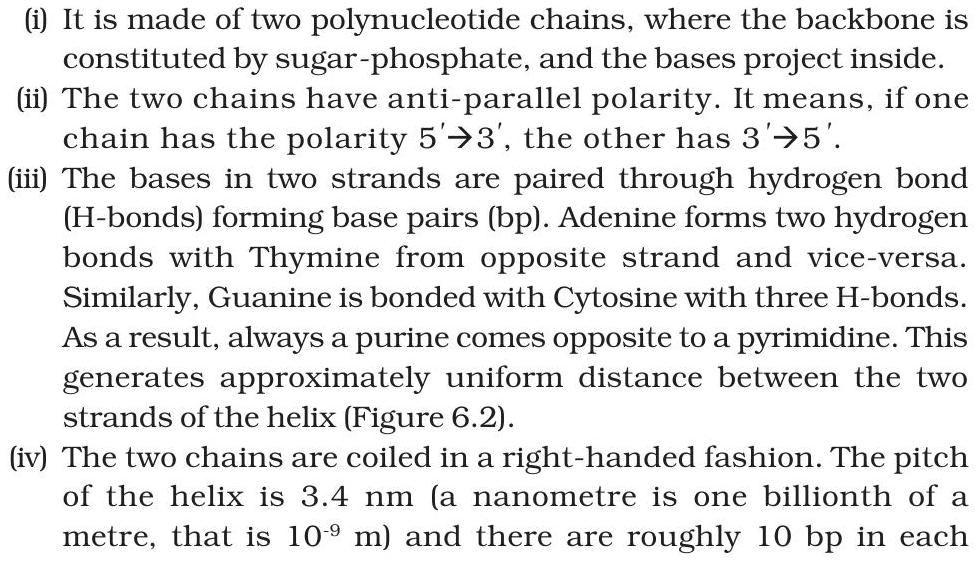 (i) It is made of two polynucleotide chains, where the backbone is
constituted by sugar-phosphate, and the bases project inside.
(ii) The two chains have anti-parallel polarity. It means, if one
chain has the polarity 5'→3', the other has 3'→5'.
(iii) The bases in two strands are paired through hydrogen bond
(H-bonds) forming base pairs (bp). Adenine forms two hydrogen
bonds with Thymine from opposite strand and vice-versa.
Similarly, Guanine is bonded with Cytosine with three H-bonds.
As a result, always a purine comes opposite to a pyrimidine. This
generates approximately uniform distance between the two
strands of the helix (Figure 6.2).
(iv) The two chains are coiled in a right-handed fashion. The pitch
of the helix is 3.4 nm (a nanometre is one billionth of a
metre, that is 10⁻⁹ m) and there are roughly 10 bp in each